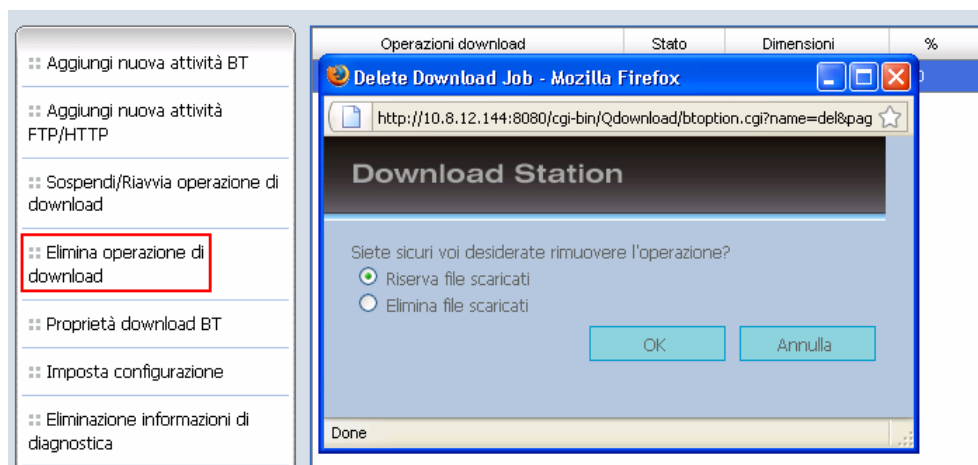 Operazioni download Stato Dimensioni %
:: Aggiungi nuova attività BT
:: Aggiungi nuova attività
FTP/HTTP
:: Sospendi/Riavvia operazione di
download
:: Elimina operazione di
download
:: Proprietà download BT
:: Imposta configurazione
:: Eliminazione informazioni di
diagnostica
Delete Download Job - Mozilla Firefox
http://10.8.12.144:8080/cgi-bin/Qdownload/btoption.cgi?name=del&pag
Download Station
Siete sicuri voi desiderate rimuovere l'operazione?
Riserva file scaricati
Elimina file scaricati
OK Annulla
Done